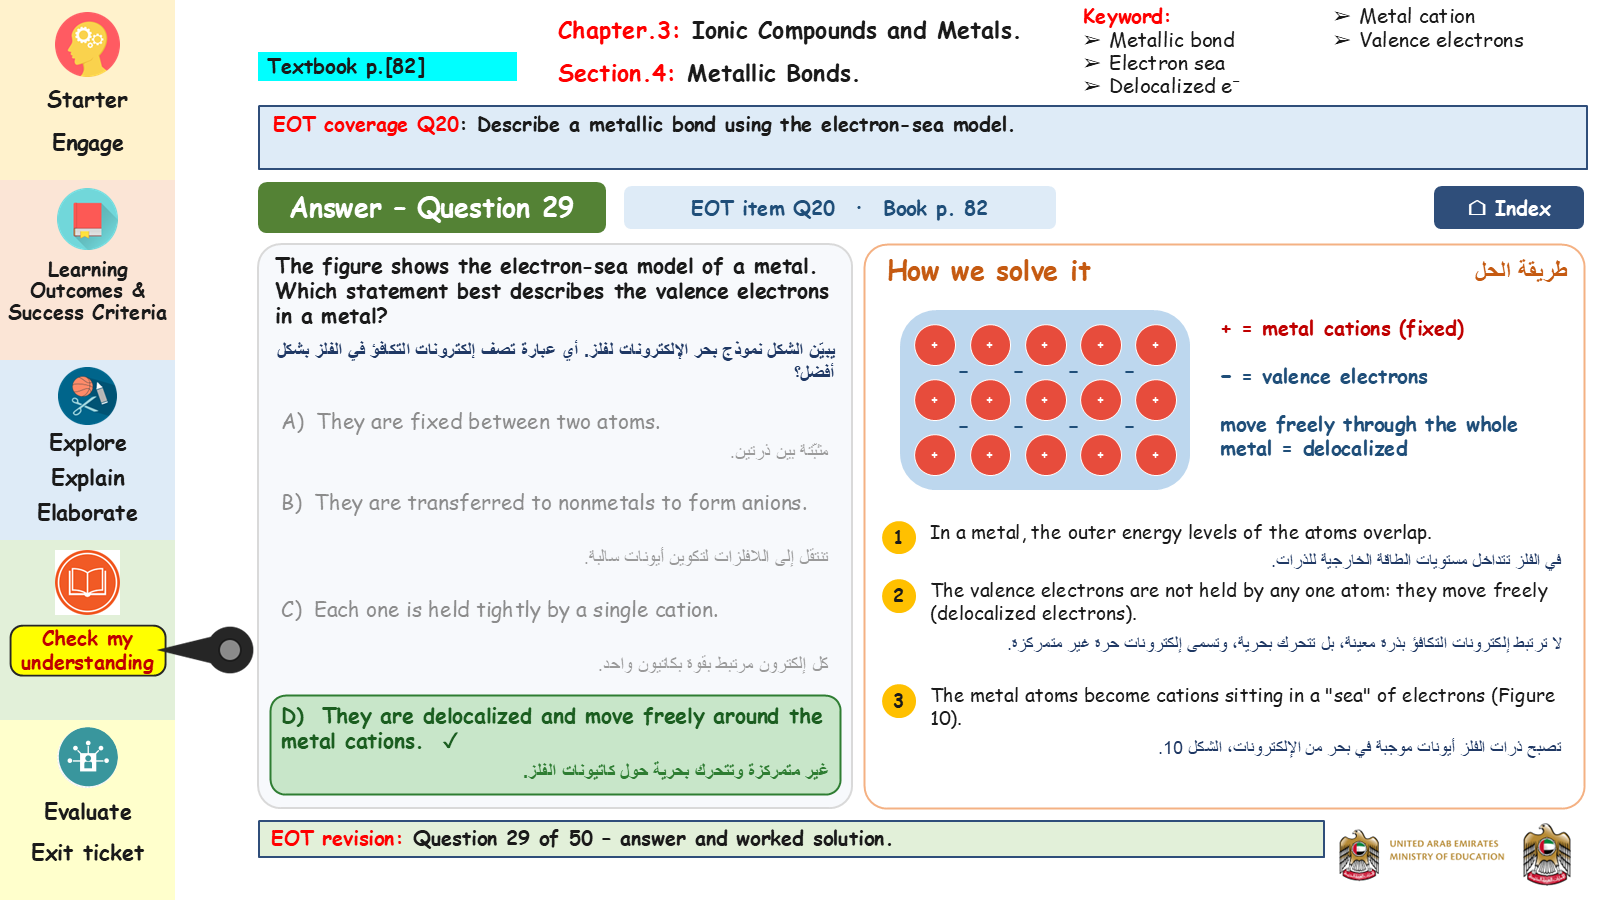 Starter
Engage
Learning
Outcomes &
Success Criteria
Explore
Explain
Elaborate
Check my
understanding
Evaluate
Exit ticket
Textbook p.[82]
Chapter.3: Ionic Compounds and Metals.
Section.4: Metallic Bonds.
Keyword:
➢ Metallic bond
➢ Electron sea
➢ Delocalized e⁻
➢ Metal cation
➢ Valence electrons
EOT coverage Q20: Describe a metallic bond using the electron-sea model.
Answer – Question 29
EOT item Q20 · Book p. 82
Index
The figure shows the electron-sea model of a metal.
Which statement best describes the valence electrons
in a metal?
يبيّن الشكل نموذج بحر الإلكترونات لفلز. أي عبارة تصف إلكترونات التكافؤ في الفلز بشكل
أفضل؟
A) They are fixed between two atoms.
مثبّتة بين ذرتين.
B) They are transferred to nonmetals to form anions.
تنتقل إلى اللافلزات لتكوين أيونات سالبة.
C) Each one is held tightly by a single cation.
كل إلكترون مرتبط بقوة بكاتيون واحد.
D) They are delocalized and move freely around the
metal cations. ✓
غير متمركزة وتتحرك بحرية حول كاتيونات الفلز.
How we solve it
طريقة الحل
+ + + + +
– – – –
+ + + + +
– – – –
+ + + + +
+ = metal cations (fixed)
– = valence electrons
move freely through the whole
metal = delocalized
1 In a metal, the outer energy levels of the atoms overlap.
في الفلز تتداخل مستويات الطاقة الخارجية للذرات.
2 The valence electrons are not held by any one atom: they move freely
(delocalized electrons).
لا ترتبط إلكترونات التكافؤ بذرة معينة، بل تتحرك بحرية، وتسمى إلكترونات حرة غير متمركزة.
3 The metal atoms become cations sitting in a "sea" of electrons (Figure
10).
تصبح ذرات الفلز أيونات موجبة في بحر من الإلكترونات، الشكل 10.
EOT revision: Question 29 of 50 – answer and worked solution.
UNITED ARAB EMIRATES
MINISTRY OF EDUCATION